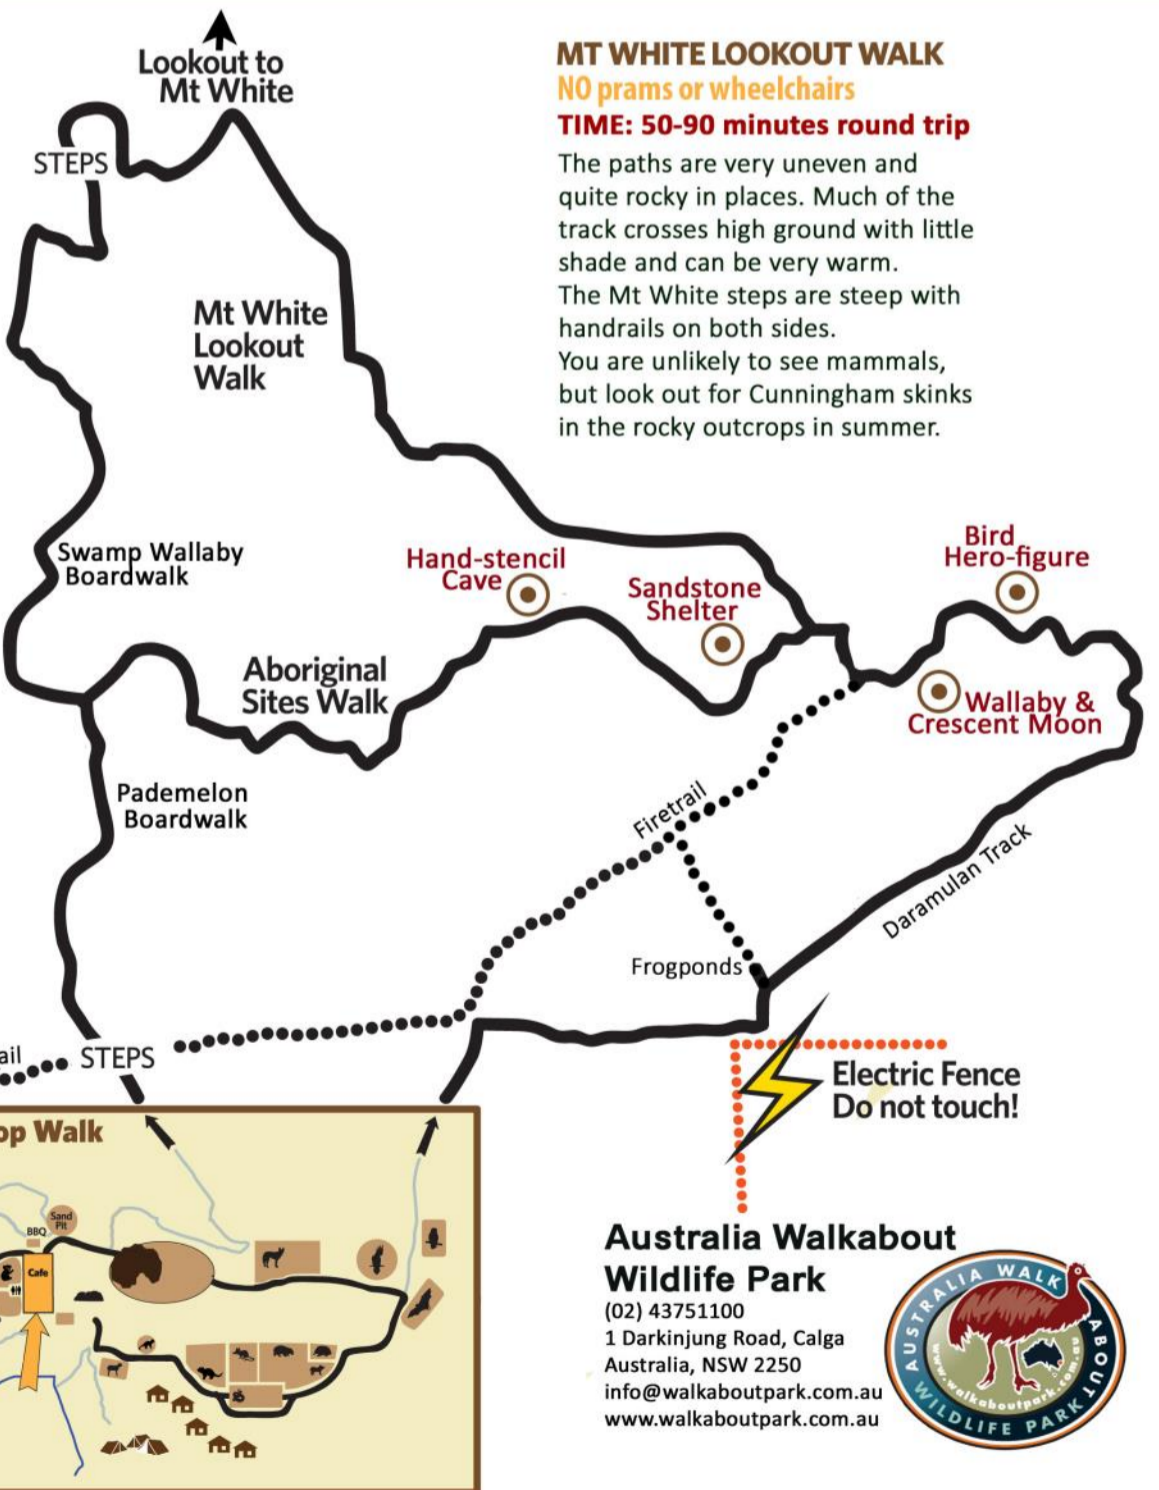 Lookout to
Mt White
MT WHITE LOOKOUT WALK
NO prams or wheelchairs
TIME: 50-90 minutes round trip
The paths are very uneven and
quite rocky in places. Much of the
track crosses high ground with little
shade and can be very warm.
The Mt White steps are steep with
handrails on both sides.
You are unlikely to see mammals,
but look out for Cunningham skinks
in the rocky outcrops in summer.
STEPS
Mt White
Lookout
Walk
Swamp Wallaby
Boardwalk
Hand-stencil
Cave
Sandstone
Shelter
Bird
Hero-figure
Aboriginal
Sites Walk
Wallaby &
Crescent Moon
Pademelon
Boardwalk
Firetrail
Daramulan Track
Frogponds
ail
STEPS
Electric Fence
Do not touch!
op Walk
Sand
Pit
BBQ
Cafe
Australia Walkabout
Wildlife Park
(02) 43751100
1 Darkinjung Road, Calga
Australia, NSW 2250
info@walkaboutpark.com.au
www.walkaboutpark.com.au
AUSTRALIA WALKABOUT
WILDLIFE PARK
www.walkaboutpark.com.au